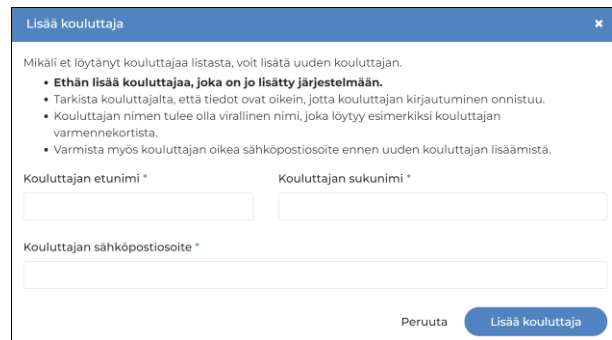 Lisää kouluttaja ×
Mikäli et löytänyt kouluttajaa listasta, voit lisätä uuden kouluttajan.
• Ethän lisää kouluttajaa, joka on jo lisätty järjestelmään.
• Tarkista kouluttajalta, että tiedot ovat oikein, jotta kouluttajan kirjautuminen onnistuu.
• Kouluttajan nimen tulee olla virallinen nimi, joka löytyy esimerkiksi kouluttajan
varmennekortista.
• Varmista myös kouluttajan oikea sähköpostiosoite ennen uuden kouluttajan lisäämistä.
Kouluttajan etunimi * Kouluttajan sukunimi *
Kouluttajan sähköpostiosoite *
Peruuta Lisää kouluttaja